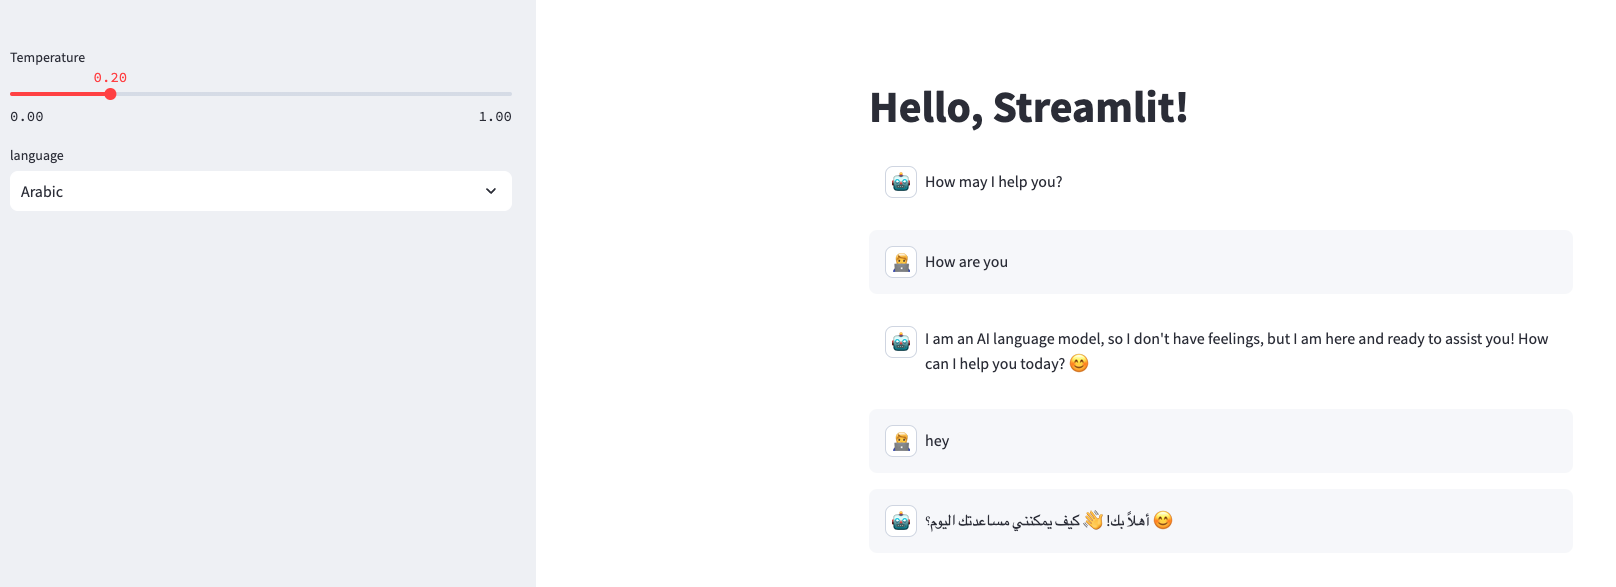 Temperature
0.20
0.00 1.00
language
Arabic
Hello, Streamlit!
How may I help you?
How are you
I am an AI language model, so I don't have feelings, but I am here and ready to assist you! How
can I help you today? 😊
hey
أهلاً بك! 👋 كيف يمكنني مساعدتك اليوم؟ 😊